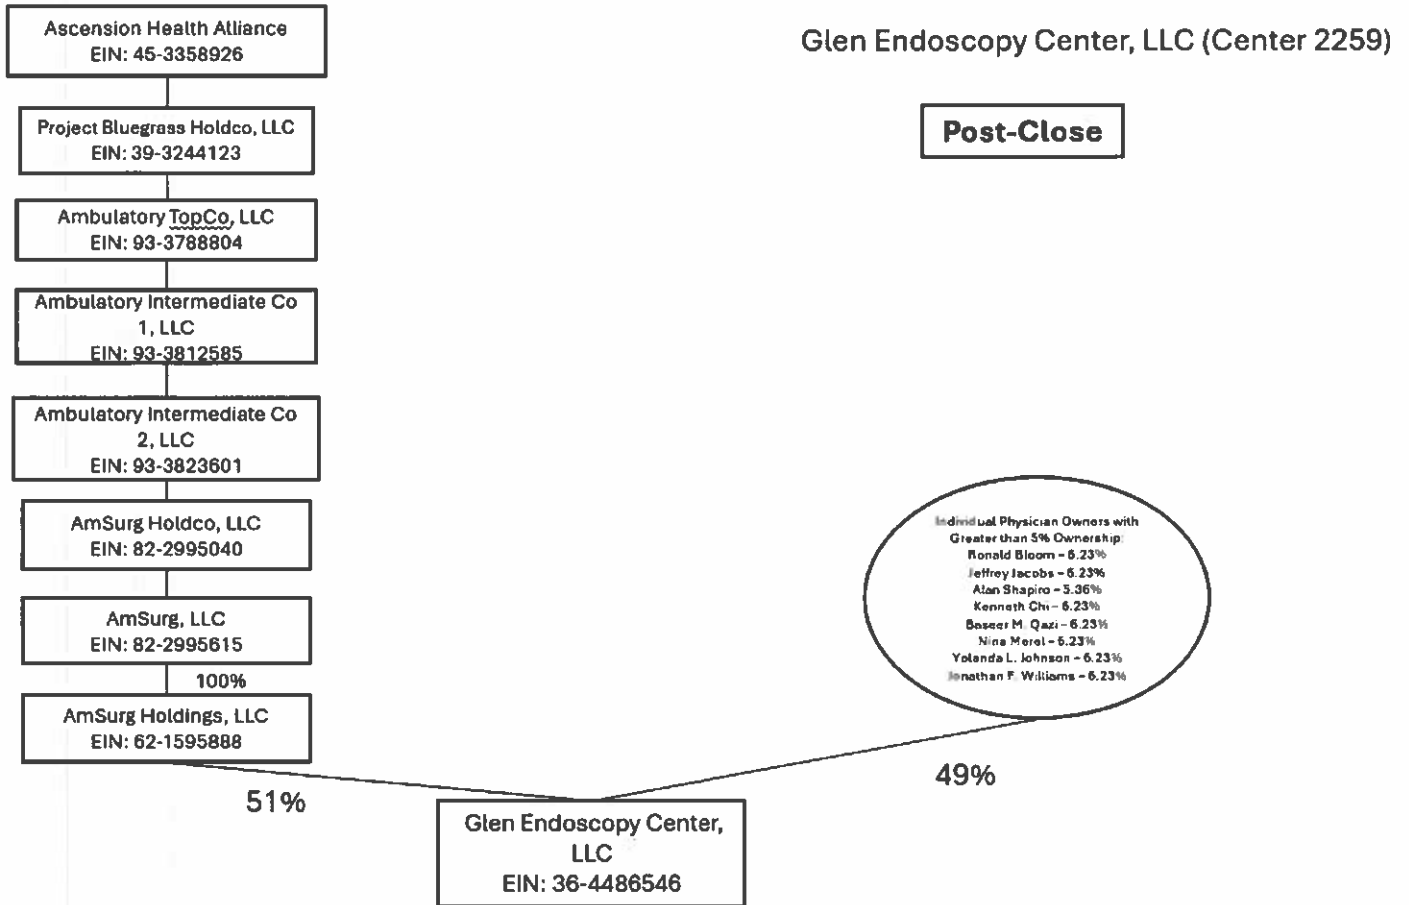 Ascension Health Alliance
EIN: 45-3358926
Glen Endoscopy Center, LLC (Center 2259)
Post-Close
Project Bluegrass Holdco, LLC
EIN: 39-3244123
Ambulatory TopCo, LLC
EIN: 93-3788804
Ambulatory Intermediate Co
1, LLC
EIN: 93-3812585
Ambulatory Intermediate Co
2, LLC
EIN: 93-3823601
AmSurg Holdco, LLC
EIN: 82-2995040
AmSurg, LLC
EIN: 82-2995615
100%
AmSurg Holdings, LLC
EIN: 62-1595888
Individual Physician Owners with
Greater than 5% Ownership:
Ronald Bloom – 6.23%
Jeffrey Jacobs – 6.23%
Alan Shapiro – 5.36%
Kenneth Chi – 6.23%
Baseer M. Qazi – 6.23%
Nina Merel – 6.23%
Yolanda L. Johnson – 6.23%
Jonathan F. Williams – 6.23%
51%
49%
Glen Endoscopy Center,
LLC
EIN: 36-4486546